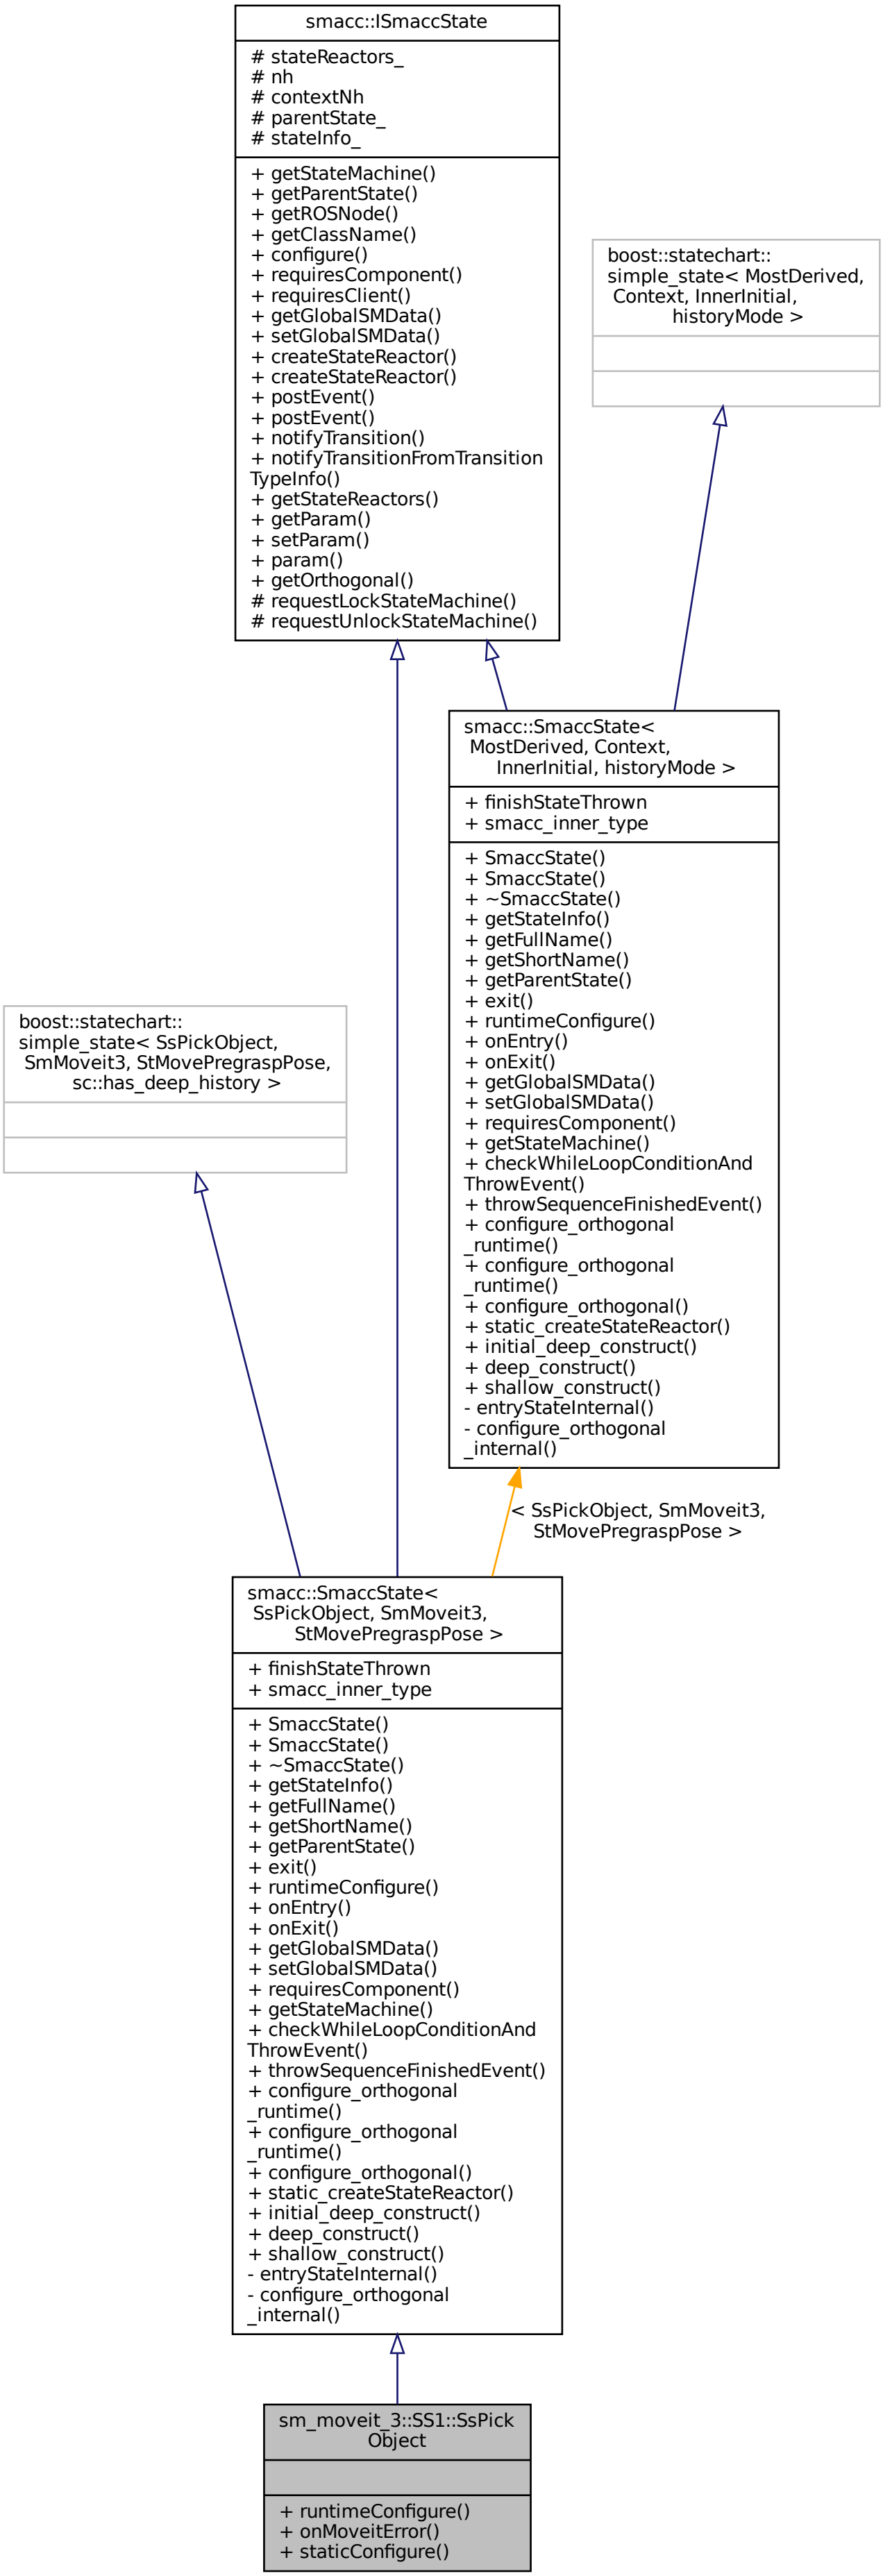 smacc::ISmaccState
# stateReactors_
# nh
# contextNh
# parentState_
# stateInfo_
+ getStateMachine()
+ getParentState()
+ getROSNode()
+ getClassName()
+ configure()
+ requiresComponent()
+ requiresClient()
+ getGlobalSMData()
+ setGlobalSMData()
+ createStateReactor()
+ createStateReactor()
+ postEvent()
+ postEvent()
+ notifyTransition()
+ notifyTransitionFromTransition
TypeInfo()
+ getStateReactors()
+ getParam()
+ setParam()
+ param()
+ getOrthogonal()
# requestLockStateMachine()
# requestUnlockStateMachine()
boost::statechart::
simple_state< MostDerived,
Context, InnerInitial,
historyMode >
smacc::SmaccState<
MostDerived, Context,
InnerInitial, historyMode >
+ finishStateThrown
+ smacc_inner_type
+ SmaccState()
+ SmaccState()
+ ~SmaccState()
+ getStateInfo()
+ getFullName()
+ getShortName()
+ getParentState()
+ exit()
+ runtimeConfigure()
+ onEntry()
+ onExit()
+ getGlobalSMData()
+ setGlobalSMData()
+ requiresComponent()
+ getStateMachine()
+ checkWhileLoopConditionAnd
ThrowEvent()
+ throwSequenceFinishedEvent()
+ configure_orthogonal
_runtime()
+ configure_orthogonal
_runtime()
+ configure_orthogonal()
+ static_createStateReactor()
+ initial_deep_construct()
+ deep_construct()
+ shallow_construct()
- entryStateInternal()
- configure_orthogonal
_internal()
boost::statechart::
simple_state< SsPickObject,
SmMoveit3, StMovePregraspPose,
sc::has_deep_history >
< SsPickObject, SmMoveit3,
StMovePregraspPose >
smacc::SmaccState<
SsPickObject, SmMoveit3,
StMovePregraspPose >
+ finishStateThrown
+ smacc_inner_type
+ SmaccState()
+ SmaccState()
+ ~SmaccState()
+ getStateInfo()
+ getFullName()
+ getShortName()
+ getParentState()
+ exit()
+ runtimeConfigure()
+ onEntry()
+ onExit()
+ getGlobalSMData()
+ setGlobalSMData()
+ requiresComponent()
+ getStateMachine()
+ checkWhileLoopConditionAnd
ThrowEvent()
+ throwSequenceFinishedEvent()
+ configure_orthogonal
_runtime()
+ configure_orthogonal
_runtime()
+ configure_orthogonal()
+ static_createStateReactor()
+ initial_deep_construct()
+ deep_construct()
+ shallow_construct()
- entryStateInternal()
- configure_orthogonal
_internal()
sm_moveit_3::SS1::SsPick
Object
+ runtimeConfigure()
+ onMoveitError()
+ staticConfigure()